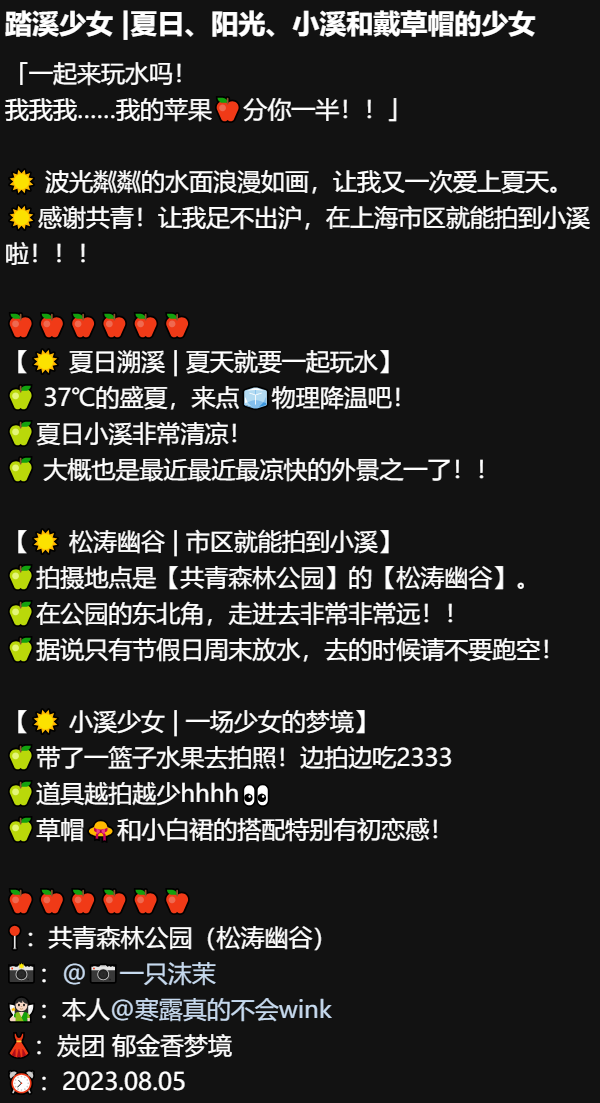 踏溪少女 |夏日、阳光、小溪和戴草帽的少女
「一起来玩水吗！
我我我……我的苹果🍎分你一半！！」
☀️ 波光粼粼的水面浪漫如画，让我又一次爱上夏天。
☀️感谢共青！让我足不出沪，在上海市区就能拍到小溪
啦！！！
🍎🍎🍎🍎🍎🍎
【☀️ 夏日溯溪 | 夏天就要一起玩水】
🍏 37℃的盛夏，来点🧊物理降温吧！
🍏夏日小溪非常清凉！
🍏 大概也是最近最近最凉快的外景之一了！！
【☀️ 松涛幽谷 | 市区就能拍到小溪】
🍏拍摄地点是【共青森林公园】的【松涛幽谷】。
🍏在公园的东北角，走进去非常非常远！！
🍏据说只有节假日周末放水，去的时候请不要跑空！
【☀️ 小溪少女 | 一场少女的梦境】
🍏带了一篮子水果去拍照！边拍边吃2333
🍏道具越拍越少hhhh👀
🍏草帽👒和小白裙的搭配特别有初恋感！
🍎🍎🍎🍎🍎🍎
📍：共青森林公园（松涛幽谷）
📸：@📷一只沫茉
🧚🏻：本人@寒露真的不会wink
👗：炭团 郁金香梦境
⏰：2023.08.05